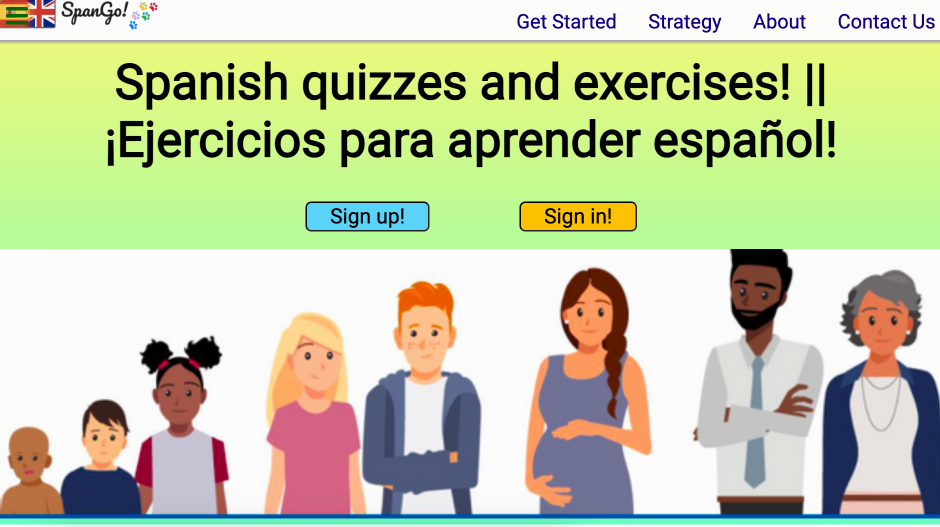 SpanGo!
Get Started Strategy About Contact Us
Spanish quizzes and exercises! ||
¡Ejercicios para aprender español!
Sign up! Sign in!